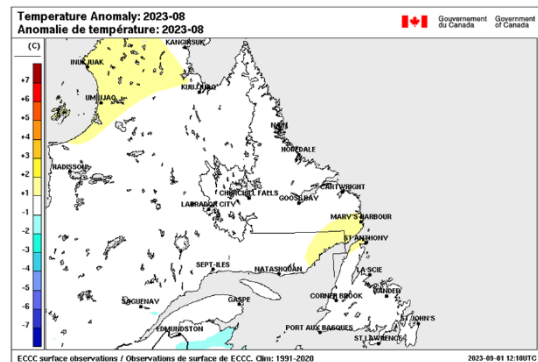 Temperature Anomaly: 2023-08
Anomalie de température: 2023-08
Gouvernement du Canada
Government of Canada
(C)
+7
+6
+5
+4
+3
+2
+1
-1
-2
-3
-4
-5
-6
-7
KANGIRSUK
INUKJUAK
KUUJJUAQ
UMIUJAQ
NAIN
HOPEDALE
RADISSON
CARTWRIGHT
CHURCHILL FALLS
LABRADOR CITY
GOOSE BAY
MARY'S HARBOUR
ST ANTHONY
SEPT-ILES
NATASHQUAN
LA SCIE
GANDER
SAGUENAY
GASPE
CORNER BROOK
ST JOHN'S
EDMUNDSTON
PORT AUX BASQUES
ST LAWRENCE
ECCC surface observations / Observations de surface de ECCC. Clim: 1991-2020
2023-09-01 12:10UTC